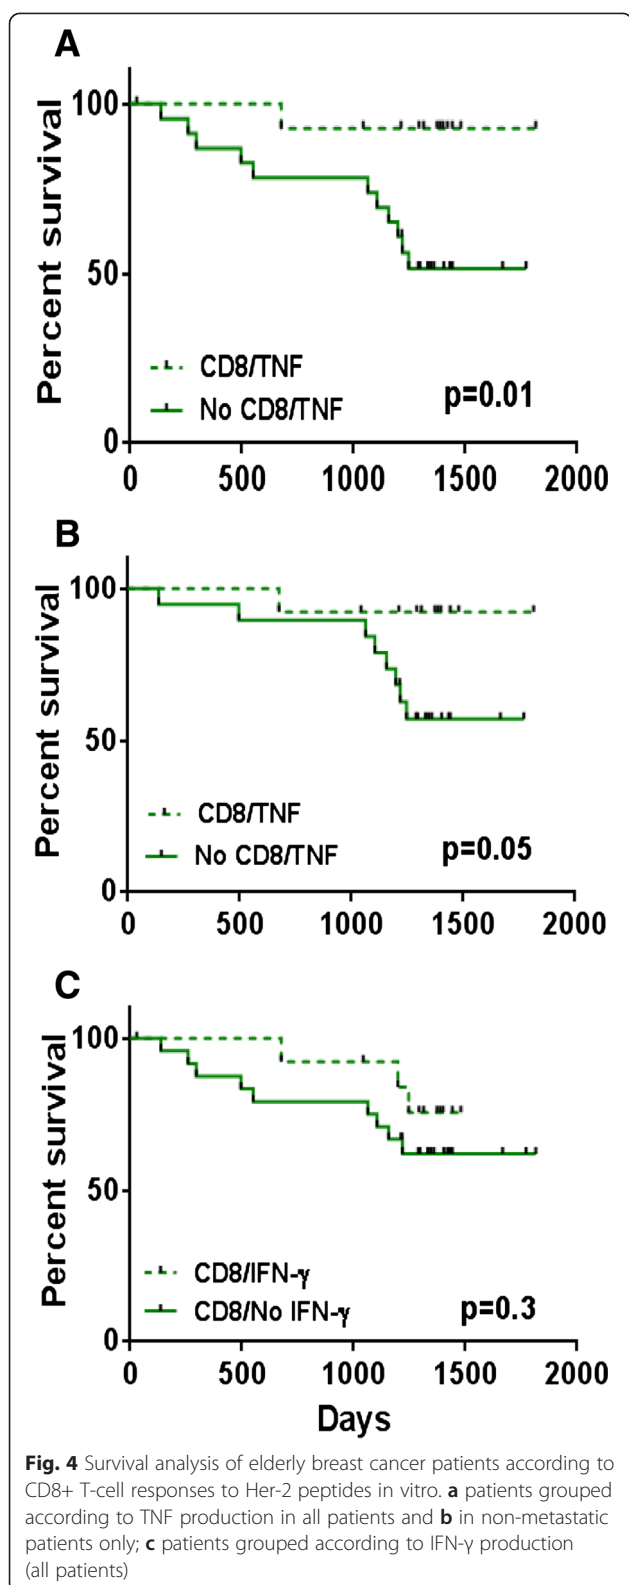 A
Percent survival
100
50
0
CD8/TNF
No CD8/TNF
p=0.01
0 500 1000 1500 2000
B
Percent survival
100
50
0
CD8/TNF
No CD8/TNF
p=0.05
0 500 1000 1500 2000
C
Percent survival
100
50
0
CD8/IFN-γ
CD8/No IFN-γ
p=0.3
0 500 1000 1500 2000
Days
Fig. 4 Survival analysis of elderly breast cancer patients according to
CD8+ T-cell responses to Her-2 peptides in vitro. a patients grouped
according to TNF production in all patients and b in non-metastatic
patients only; c patients grouped according to IFN-γ production
(all patients)